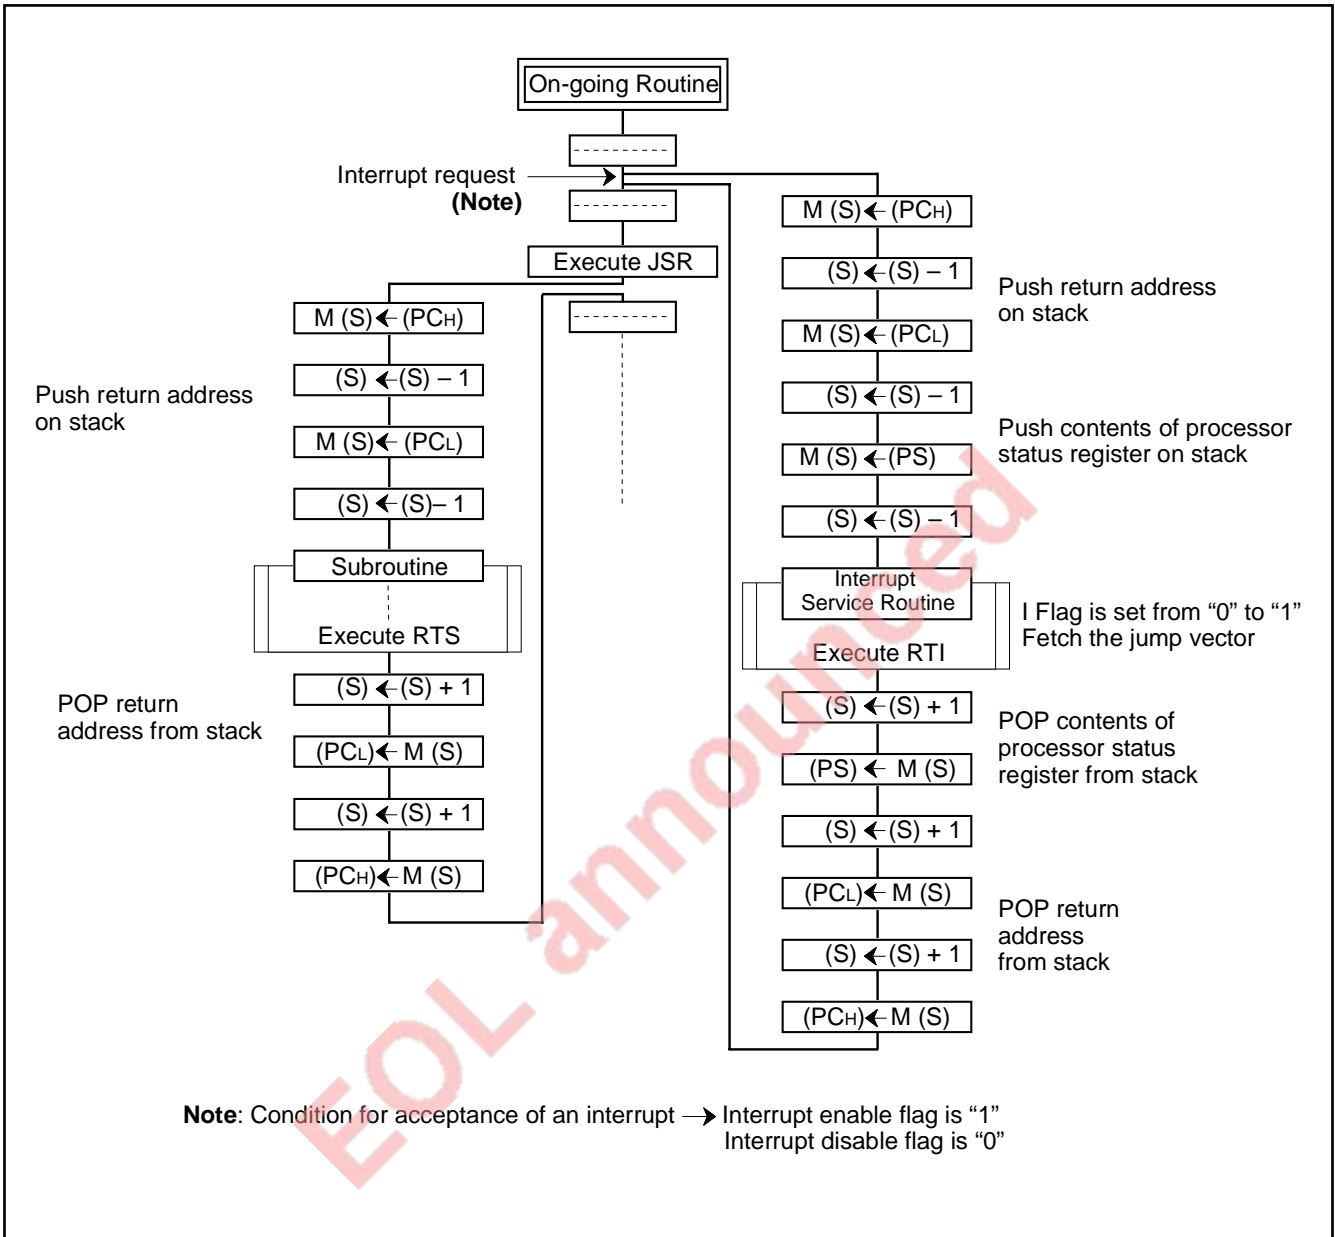 On-going Routine
Interrupt request
(Note)
Execute JSR
M (S) ← (PCH)
(S) ← (S) – 1
M (S) ← (PCL)
(S) ← (S)– 1
Push return address
on stack
Subroutine
Execute RTS
(S) ← (S) + 1
(PCL) ← M (S)
(S) ← (S) + 1
(PCH) ← M (S)
POP return
address from stack
M (S) ← (PCH)
(S) ← (S) – 1
M (S) ← (PCL)
(S) ← (S) – 1
M (S) ← (PS)
(S) ← (S) – 1
Push return address
on stack
Push contents of processor
status register on stack
Interrupt
Service Routine
Execute RTI
I Flag is set from “0” to “1”
Fetch the jump vector
(S) ← (S) + 1
(PS) ← M (S)
(S) ← (S) + 1
(PCL) ← M (S)
(S) ← (S) + 1
(PCH) ← M (S)
POP contents of
processor status
register from stack
POP return
address
from stack
Note: Condition for acceptance of an interrupt → Interrupt enable flag is “1”
Interrupt disable flag is “0”
EOL announced